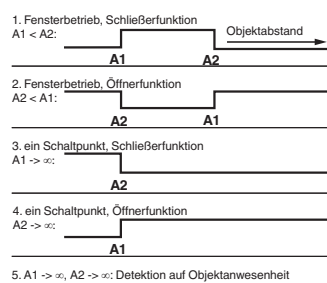 1. Fensterbetrieb, Schließerfunktion
A1 < A2:
Objektabstand
A1
A2
2. Fensterbetrieb, Öffnerfunktion
A2 < A1:
A2
A1
3. ein Schaltpunkt, Schließerfunktion
A1 -> ∞:
A2
4. ein Schaltpunkt, Öffnerfunktion
A2 -> ∞:
A1
5. A1 -> ∞, A2 -> ∞: Detektion auf Objektanwesenheit